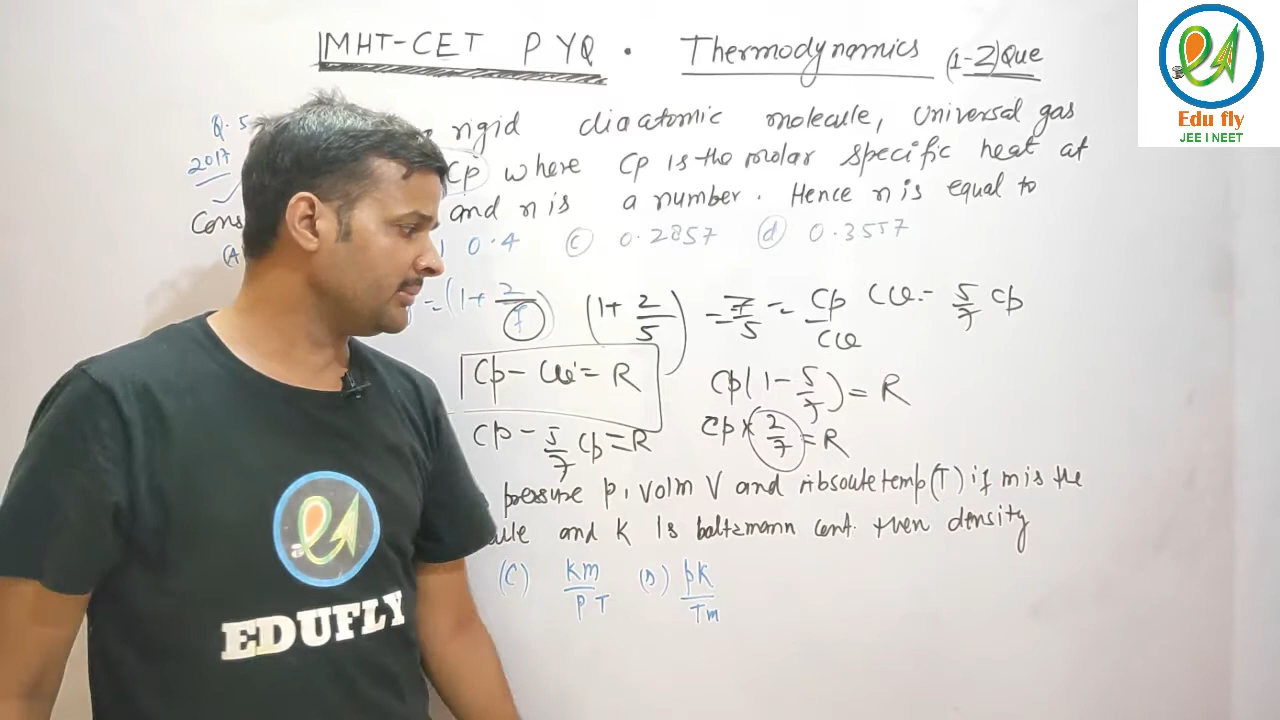 MHT-CET PYQ . Thermodynamics (1-2)Que
Edu fly
JEE I NEET
Q.5 rigid diaatomic molecule, Universal gas
2017 Cp where Cp is the molar specific heat at
Cons and n is a number. Hence n is equal to
(A) 0.4 (c) 0.2857 (d) 0.3557
= (1+ 2/f) (1+ 2/5) = 7/5 = Cp/Cv Cv = 5/7 Cp
Cp - Cv = R
Cp(1 - 5/7) = R
Cp - 5/7 Cp = R
Cp × 2/7 = R
pressure p, Volm V and absoute temp(T) if m is the
ule and K Is boltzmann cont. then density
(C) Km/PT (D) pK/Tm
e
EDUFLY